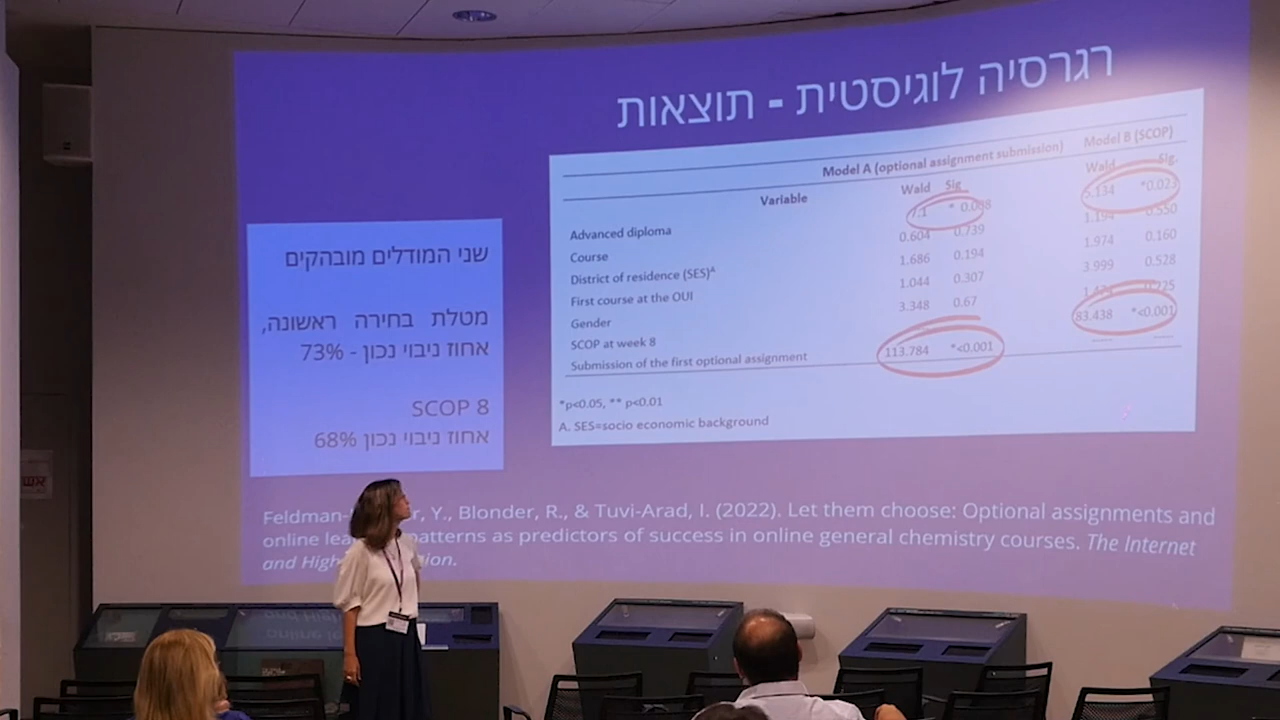 רגרסיה לוגיסטית - תוצאות
Model A (optional assignment submission) Model B (SCOP)
Variable Wald Sig Wald Sig.
Advanced diploma 7.1 * 0.008 5.134 *0.023
Course 0.604 0.739 1.194 0.550
District of residence (SES)ᴬ 1.686 0.194 1.974 0.160
First course at the OUI 1.044 0.307 3.999 0.528
Gender 3.348 0.67 0.225
SCOP at week 8 83.438 *<0.001
Submission of the first optional assignment 113.784 *<0.001
*p<0.05, ** p<0.01
A. SES=socio economic background
שני המודלים מובהקים
מטלת בחירה ראשונה,
אחוז ניבוי נכון - 73%
SCOP 8
אחוז ניבוי נכון 68%
Feldman- r, Y., Blonder, R., & Tuvi-Arad, I. (2022). Let them choose: Optional assignments and
online lea patterns as predictors of success in online general chemistry courses. The Internet
and High ion.